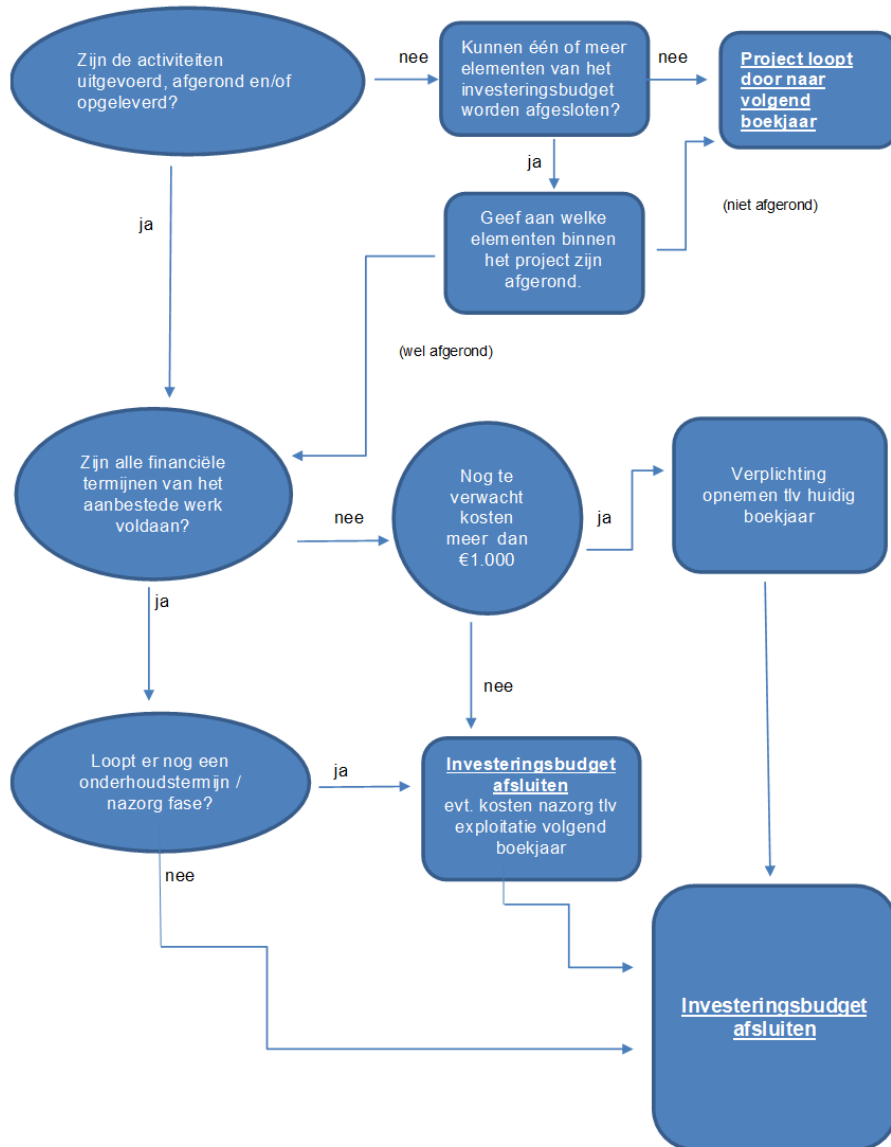 Zijn de activiteiten
uitgevoerd, afgerond en/of
opgeleverd?
nee
Kunnen één of meer
elementen van het
investeringsbudget
worden afgesloten?
nee
Project loopt
door naar
volgend
boekjaar
ja
ja
Geef aan welke
elementen binnen
het project zijn
afgerond.
(niet afgerond)
(wel afgerond)
Zijn alle financiële
termijnen van het
aanbestede werk
voldaan?
nee
Nog te
verwacht
kosten
meer dan
€1.000
ja
Verplichting
opnemen tlv huidig
boekjaar
ja
nee
Loopt er nog een
onderhoudstermijn /
nazorg fase?
ja
Investeringsbudget
afsluiten
evt. kosten nazorg tlv
exploitatie volgend
boekjaar
nee
Investeringsbudget
afsluiten